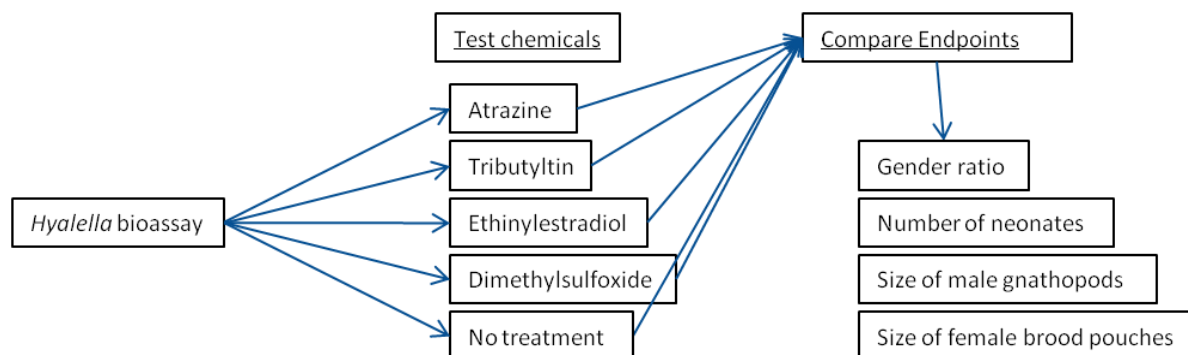 Test chemicals
Compare Endpoints
Atrazine
Tributyltin
Gender ratio
Hyalella bioassay
Ethinylestradiol
Number of neonates
Dimethylsulfoxide
Size of male gnathopods
No treatment
Size of female brood pouches